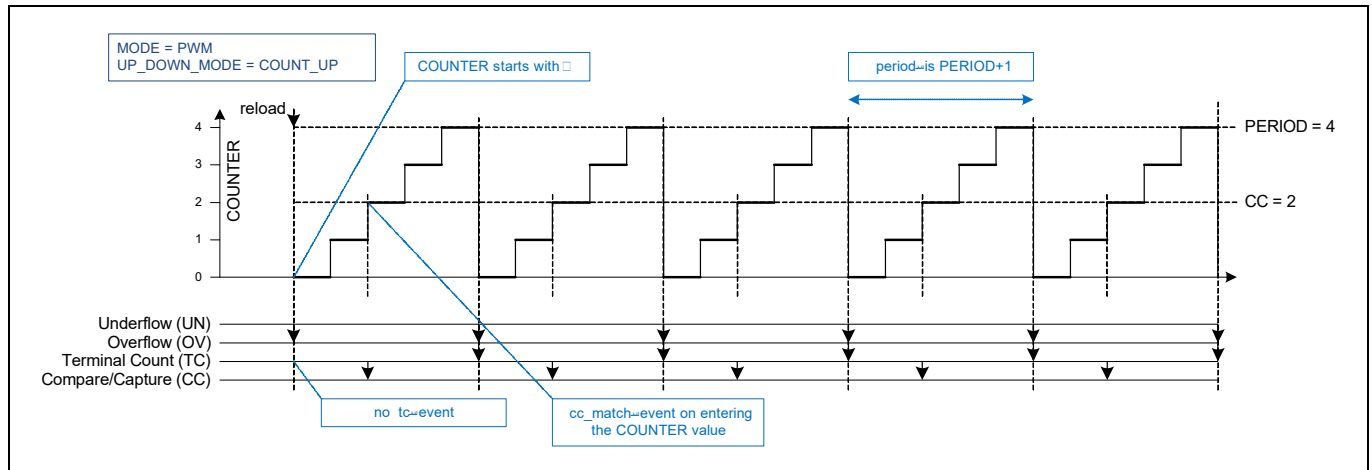 MODE = PWM
UP_DOWN_MODE = COUNT_UP
COUNTER starts with
period is PERIOD+1
reload
4
PERIOD = 4
3
COUNTER
2
CC = 2
1
0
Underflow (UN)
Overflow (OV)
Terminal Count (TC)
Compare/Capture (CC)
no tc event
cc_match event on entering
the COUNTER value